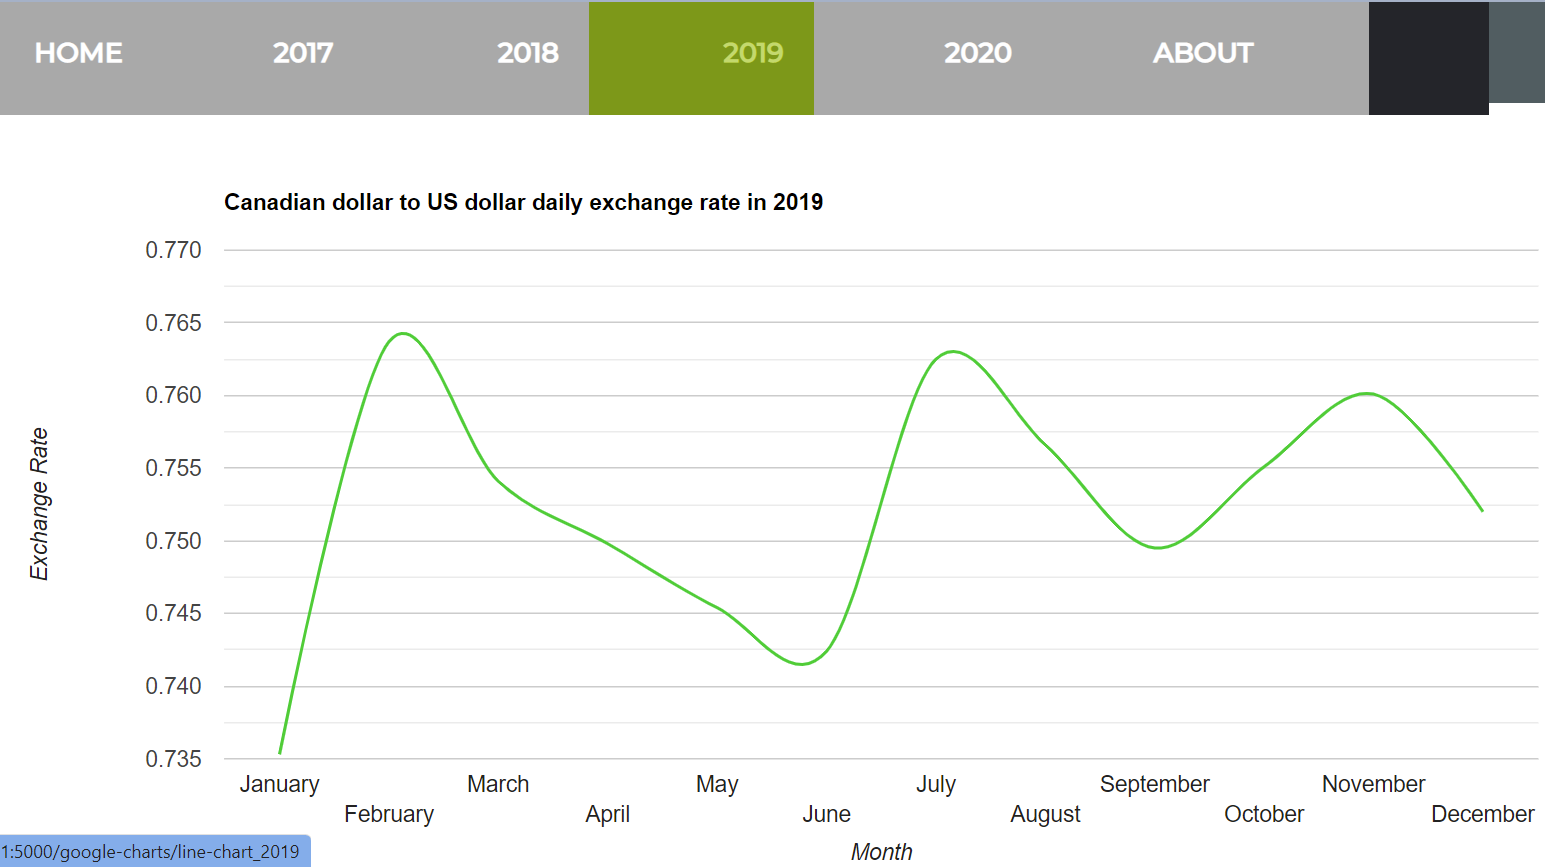 HOME 2017 2018 2019 2020 ABOUT
Canadian dollar to US dollar daily exchange rate in 2019
0.770
0.765
0.760
0.755
0.750
0.745
0.740
0.735
Exchange Rate
January March May July September November
February April June August October December
Month
1:5000/google-charts/line-chart_2019